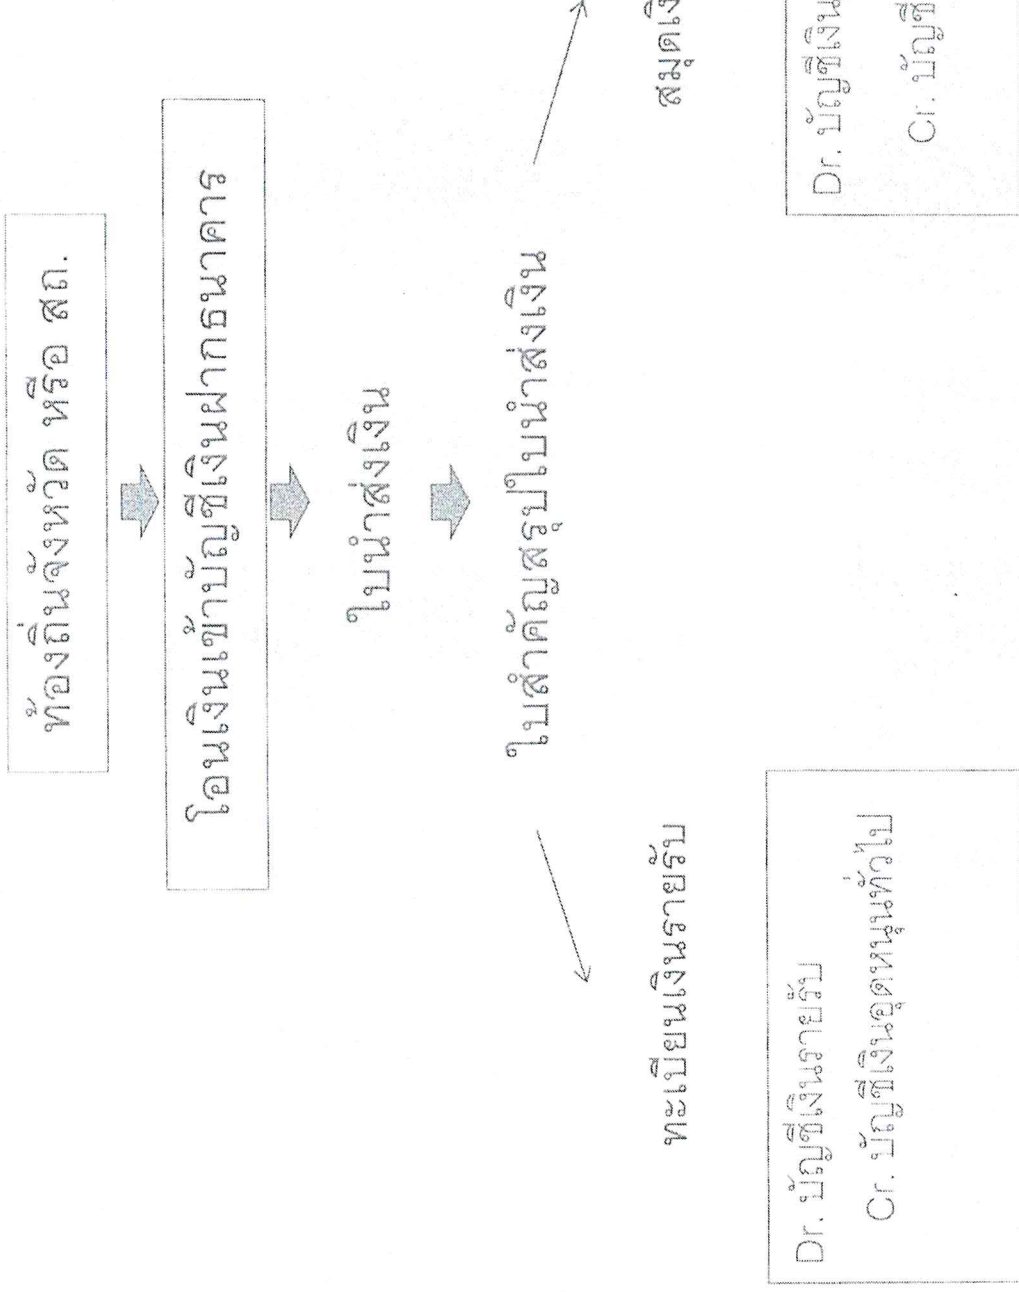 ท้องถิ่นจังหวัด หรือ สถ.
โอนเงินเข้าบัญชีเงินฝากธนาคาร
ใบนำส่งเงิน
ใบสำคัญสรุปใบนำส่งเงิน
ทะเบียนเงินรายรับ
Dr. บัญชีเงินรายรับ
Cr. บัญชีเงินอุดหนุนทั่วไป
สมุดเงิ
Dr. บัญชีเงิน
Cr. บัญชี